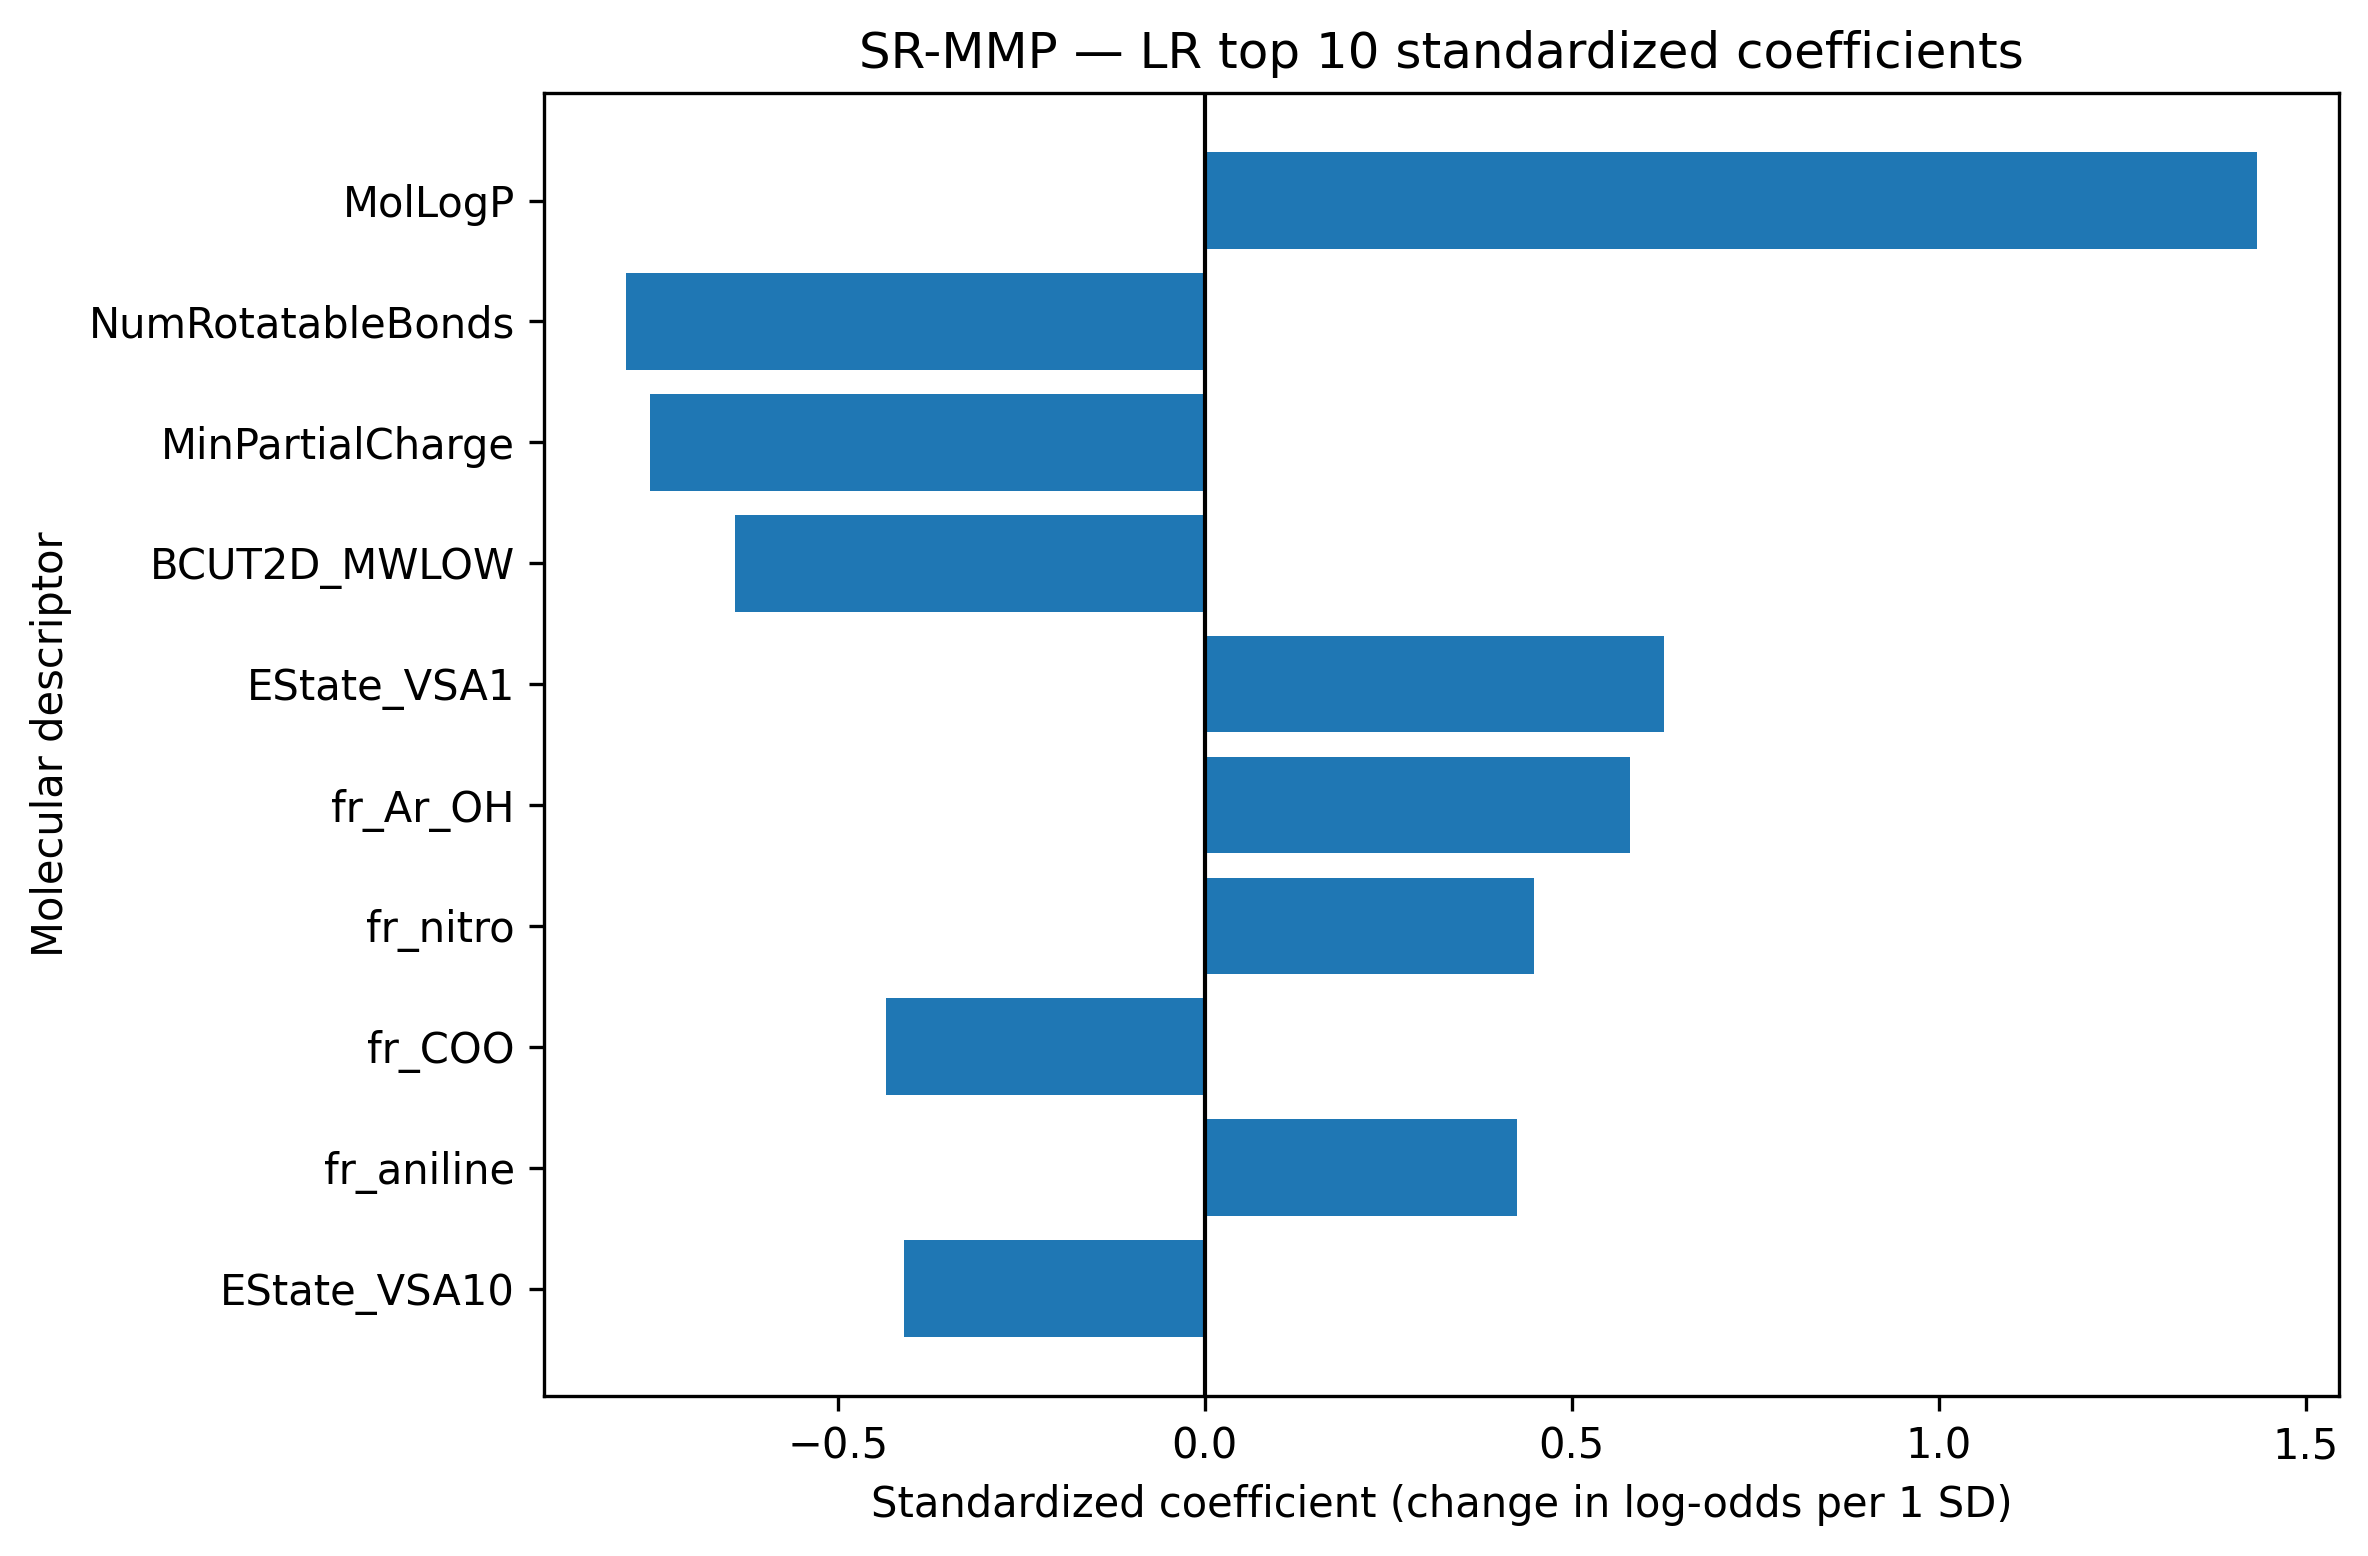 SR-MMP — LR top 10 standardized coefficients
Molecular descriptor
MolLogP
NumRotatableBonds
MinPartialCharge
BCUT2D_MWLOW
EState_VSA1
fr_Ar_OH
fr_nitro
fr_COO
fr_aniline
EState_VSA10
−0.5 0.0 0.5 1.0 1.5
Standardized coefficient (change in log-odds per 1 SD)